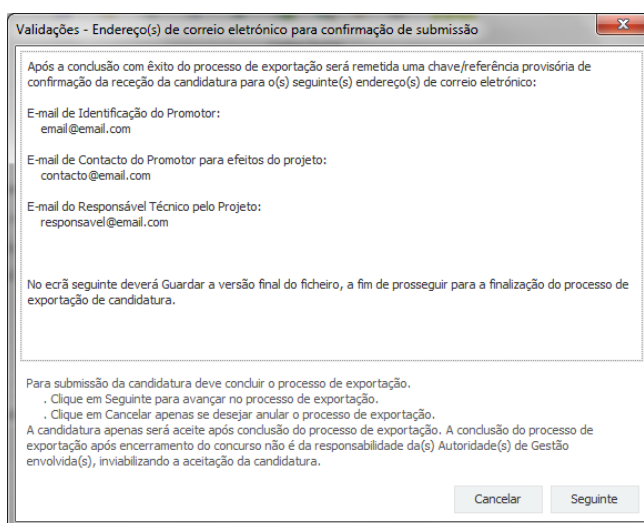 Validações - Endereço(s) de correio eletrónico para confirmação de submissão
Após a conclusão com êxito do processo de exportação será remetida uma chave/referência provisória de
confirmação da receção da candidatura para o(s) seguinte(s) endereço(s) de correio eletrónico:
E-mail de Identificação do Promotor:
email@email.com
E-mail de Contacto do Promotor para efeitos do projeto:
contacto@email.com
E-mail do Responsável Técnico pelo Projeto:
responsavel@email.com
No ecrã seguinte deverá Guardar a versão final do ficheiro, a fim de prosseguir para a finalização do processo de
exportação de candidatura.
Para submissão da candidatura deve concluir o processo de exportação.
. Clique em Seguinte para avançar no processo de exportação.
. Clique em Cancelar apenas se desejar anular o processo de exportação.
A candidatura apenas será aceite após conclusão do processo de exportação. A conclusão do processo de
exportação após encerramento do concurso não é da responsabilidade da(s) Autoridade(s) de Gestão
envolvida(s), inviabilizando a aceitação da candidatura.
Cancelar Seguinte